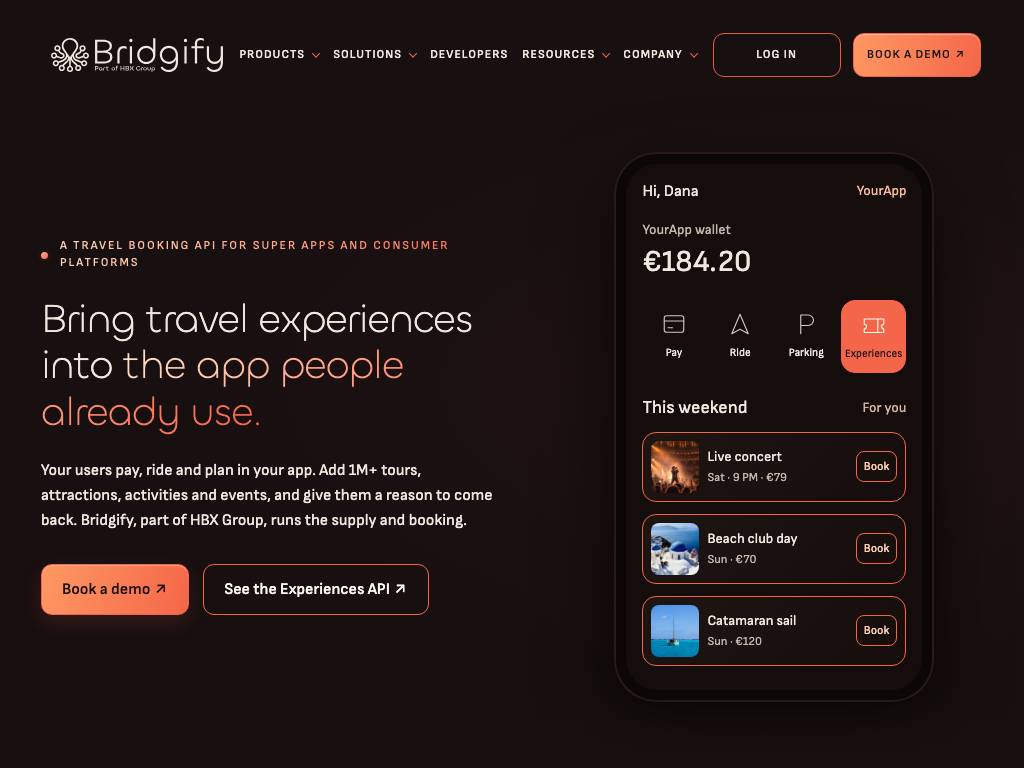 Bridgify
Part of HBX Group
PRODUCTS
SOLUTIONS
DEVELOPERS
RESOURCES
COMPANY
LOG IN
BOOK A DEMO ↗
A TRAVEL BOOKING API FOR SUPER APPS AND CONSUMER
PLATFORMS
Bring travel experiences
into the app people
already use.
Your users pay, ride and plan in your app. Add 1M+ tours,
attractions, activities and events, and give them a reason to come
back. Bridgify, part of HBX Group, runs the supply and booking.
Book a demo ↗
See the Experiences API ↗
Hi, Dana
YourApp
YourApp wallet
€184.20
Pay
Ride
Parking
Experiences
This weekend
For you
Live concert
Sat · 9 PM · €79
Book
Beach club day
Sun · €70
Book
Catamaran sail
Sun · €120
Book